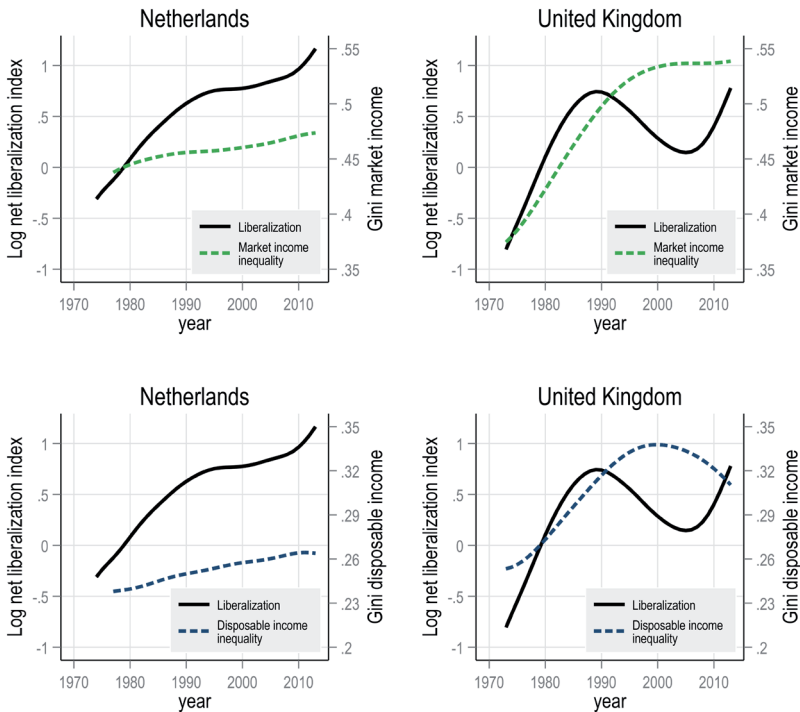 Netherlands
Log net liberalization index
1
.5
0
-.5
-1
.55
.5
.45
.4
.35
Gini market income
Liberalization
Market income
inequality
1970 1980 1990 2000 2010
year
United Kingdom
Log net liberalization index
1
.5
0
-.5
-1
.55
.5
.45
.4
.35
Gini market income
Liberalization
Market income
inequality
1970 1980 1990 2000 2010
year
Netherlands
Log net liberalization index
1
.5
0
-.5
-1
.35
.32
.29
.26
.23
.2
Gini disposable income
Liberalization
Disposable income
inequality
1970 1980 1990 2000 2010
year
United Kingdom
Log net liberalization index
1
.5
0
-.5
-1
.35
.32
.29
.26
.23
.2
Gini disposable income
Liberalization
Disposable income
inequality
1970 1980 1990 2000 2010
year